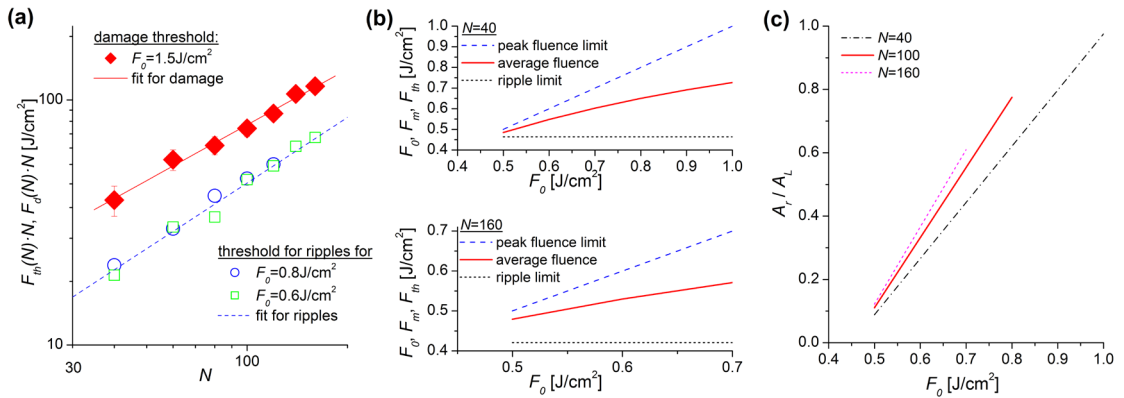 (a)
damage threshold:
F0=1.5J/cm2
fit for damage
100
10
Fth(N)·N, Fd(N)·N [J/cm2]
threshold for ripples for
F0=0.8J/cm2
F0=0.6J/cm2
fit for ripples
30
100
N
(b)
N=40
peak fluence limit
average fluence
ripple limit
1.0
0.9
0.8
0.7
0.6
0.5
0.4
F0, Fm, Fth [J/cm2]
0.4 0.5 0.6 0.7 0.8 0.9 1.0
F0 [J/cm2]
N=160
peak fluence limit
average fluence
ripple limit
0.7
0.6
0.5
0.4
F0, Fm, Fth [J/cm2]
0.5 0.6 0.7
F0 [J/cm2]
(c)
N=40
N=100
N=160
1.0
0.8
0.6
0.4
0.2
0.0
Ar / AL
0.4 0.5 0.6 0.7 0.8 0.9 1.0
F0 [J/cm2]